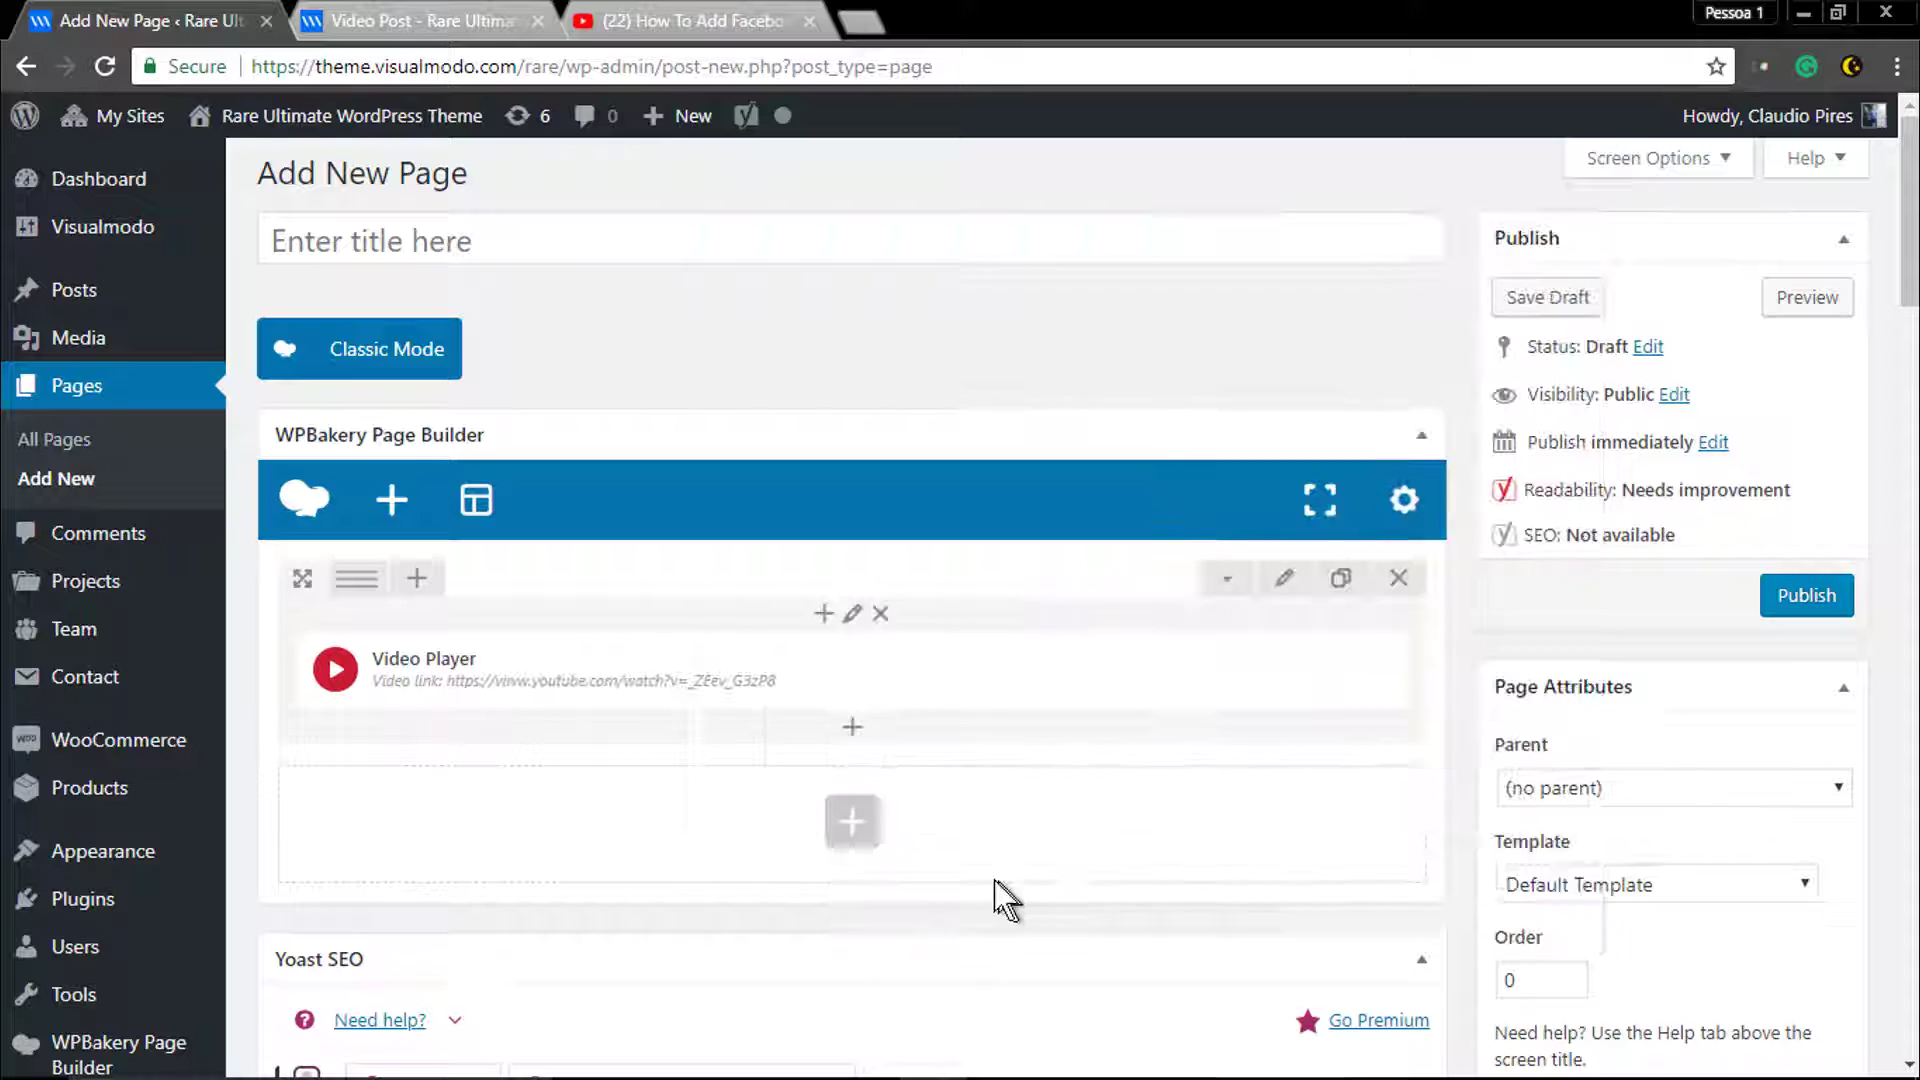 Add New Page ‹ Rare Ult
Video Post - Rare Ultima
(22) How To Add Facebo
Pessoa 1
Secure
https://theme.visualmodo.com/rare/wp-admin/post-new.php?post_type=page
My Sites
Rare Ultimate WordPress Theme
6
0
New
Howdy, Claudio Pires
Dashboard
Visualmodo
Posts
Media
Pages
All Pages
Add New
Comments
Projects
Team
Contact
WooCommerce
Products
Appearance
Plugins
Users
Tools
WPBakery Page
Builder
Add New Page
Screen Options
Help
Enter title here
Classic Mode
WPBakery Page Builder
Video Player
Video link: https://www.youtube.com/watch?v=_ZEev_G3zP8
Yoast SEO
Need help?
Go Premium
Publish
Save Draft
Preview
Status: Draft Edit
Visibility: Public Edit
Publish immediately Edit
Readability: Needs improvement
SEO: Not available
Publish
Page Attributes
Parent
(no parent)
Template
Default Template
Order
0
Need help? Use the Help tab above the
screen title.